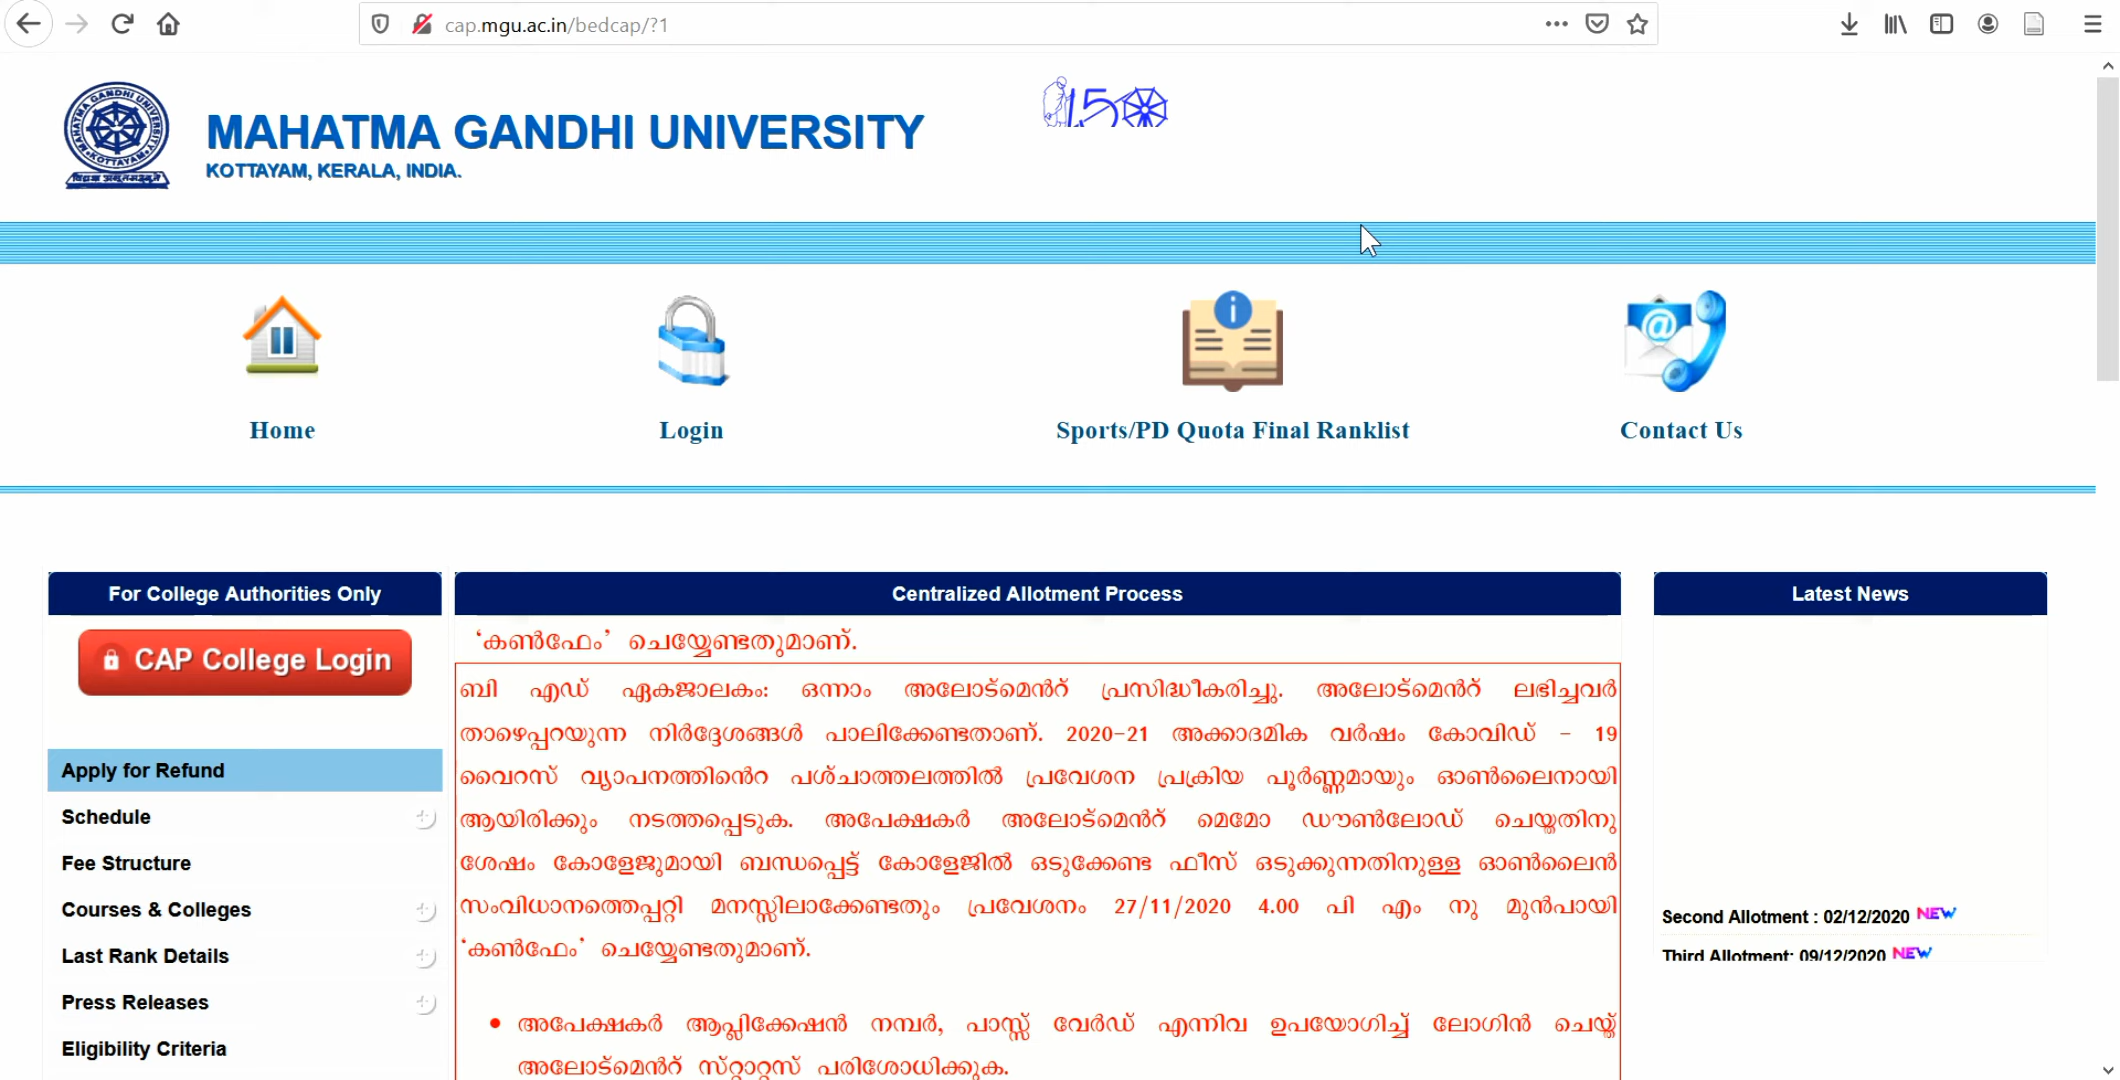 cap.mgu.ac.in/bedcap/?1
MAHATMA GANDHI UNIVERSITY
KOTTAYAM, KERALA, INDIA.
MAHATMA GANDHI UNIVERSITY
KOTTAYAM
150
Home
Login
Sports/PD Quota Final Ranklist
Contact Us
For College Authorities Only
CAP College Login
Apply for Refund
Schedule
Fee Structure
Courses & Colleges
Last Rank Details
Press Releases
Eligibility Criteria
Centralized Allotment Process
‘കൺഫേം’ ചെയ്യേണ്ടതുമാണ്.
ബി എഡ് ഏകജാലകം: ഒന്നാം അലോട്മെൻറ് പ്രസിദ്ധീകരിച്ചു. അലോട്മെൻറ് ലഭിച്ചവർ
താഴെപ്പറയുന്ന നിർദ്ദേശങ്ങൾ പാലിക്കേണ്ടതാണ്. 2020-21 അക്കാദമിക വർഷം കോവിഡ് - 19
വൈറസ് വ്യാപനത്തിൻെറ പശ്ചാത്തലത്തിൽ പ്രവേശന പ്രക്രിയ പൂർണ്ണമായും ഓൺലൈനായി
ആയിരിക്കും നടത്തപ്പെടുക. അപേക്ഷകർ അലോട്മെൻറ് മെമോ ഡൗൺലോഡ് ചെയ്തതിനു
ശേഷം കോളേജുമായി ബന്ധപ്പെട്ട് കോളേജിൽ ഒടുക്കേണ്ട ഫീസ് ഒടുക്കുന്നതിനുള്ള ഓൺലൈൻ
സംവിധാനത്തെപ്പറ്റി മനസ്സിലാക്കേണ്ടതും പ്രവേശനം 27/11/2020 4.00 പി എം നു മുൻപായി
‘കൺഫേം’ ചെയ്യേണ്ടതുമാണ്.
• അപേക്ഷകർ ആപ്ലിക്കേഷൻ നമ്പർ, പാസ്സ് വേർഡ് എന്നിവ ഉപയോഗിച്ച് ലോഗിൻ ചെയ്ത്
അലോട്മെൻറ് സ്റ്റാറ്റസ് പരിശോധിക്കുക.
Latest News
Second Allotment : 02/12/2020 NEW
Third Allotment: 09/12/2020 NEW